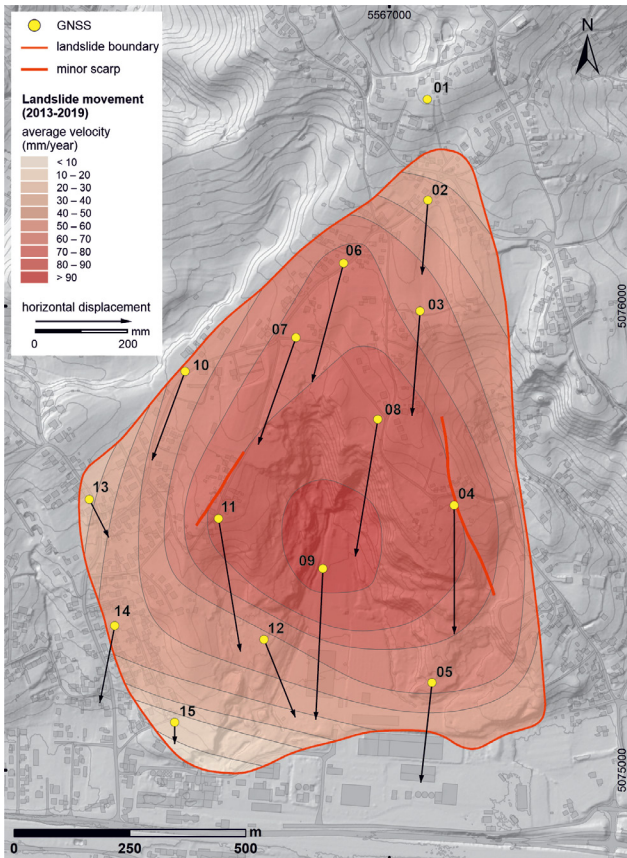 5567000
GNSS
landslide boundary
minor scarp
Landslide movement
(2013-2019)
average velocity
(mm/year)
< 10
10 – 20
20 – 30
30 – 40
40 – 50
50 – 60
60 – 70
70 – 80
80 – 90
> 90
horizontal displacement
mm
0 200
N
01
02
06
03
5076000
07
10
08
13
04
11
09
14
12
05
15
5075000
m
0 250 500